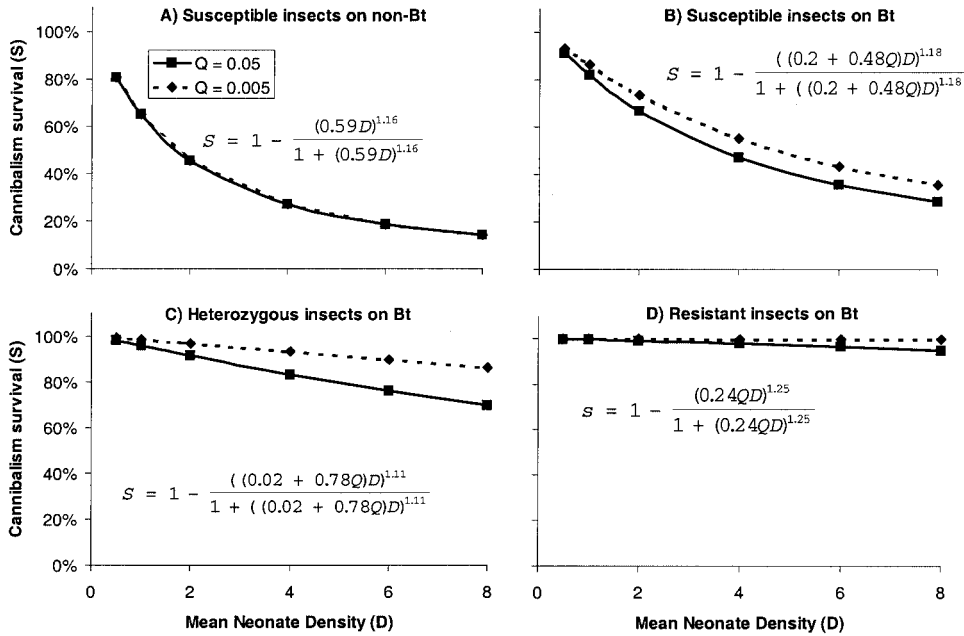 A) Susceptible insects on non-Bt
Cannibalism survival (S)
80%
60%
40%
20%
0%
Q = 0.05
Q = 0.005
S = 1 - (0.59D)^1.16 / 1 + (0.59D)^1.16
B) Susceptible insects on Bt
S = 1 - ( (0.2 + 0.48Q)D)^1.18 / 1 + ( (0.2 + 0.48Q)D)^1.18
C) Heterozygous insects on Bt
Cannibalism survival (S)
100%
80%
60%
40%
20%
0%
S = 1 - ( (0.02 + 0.78Q)D)^1.11 / 1 + ( (0.02 + 0.78Q)D)^1.11
0 2 4 6 8
Mean Neonate Density (D)
D) Resistant insects on Bt
S = 1 - (0.24QD)^1.25 / 1 + (0.24QD)^1.25
0 2 4 6 8
Mean Neonate Density (D)